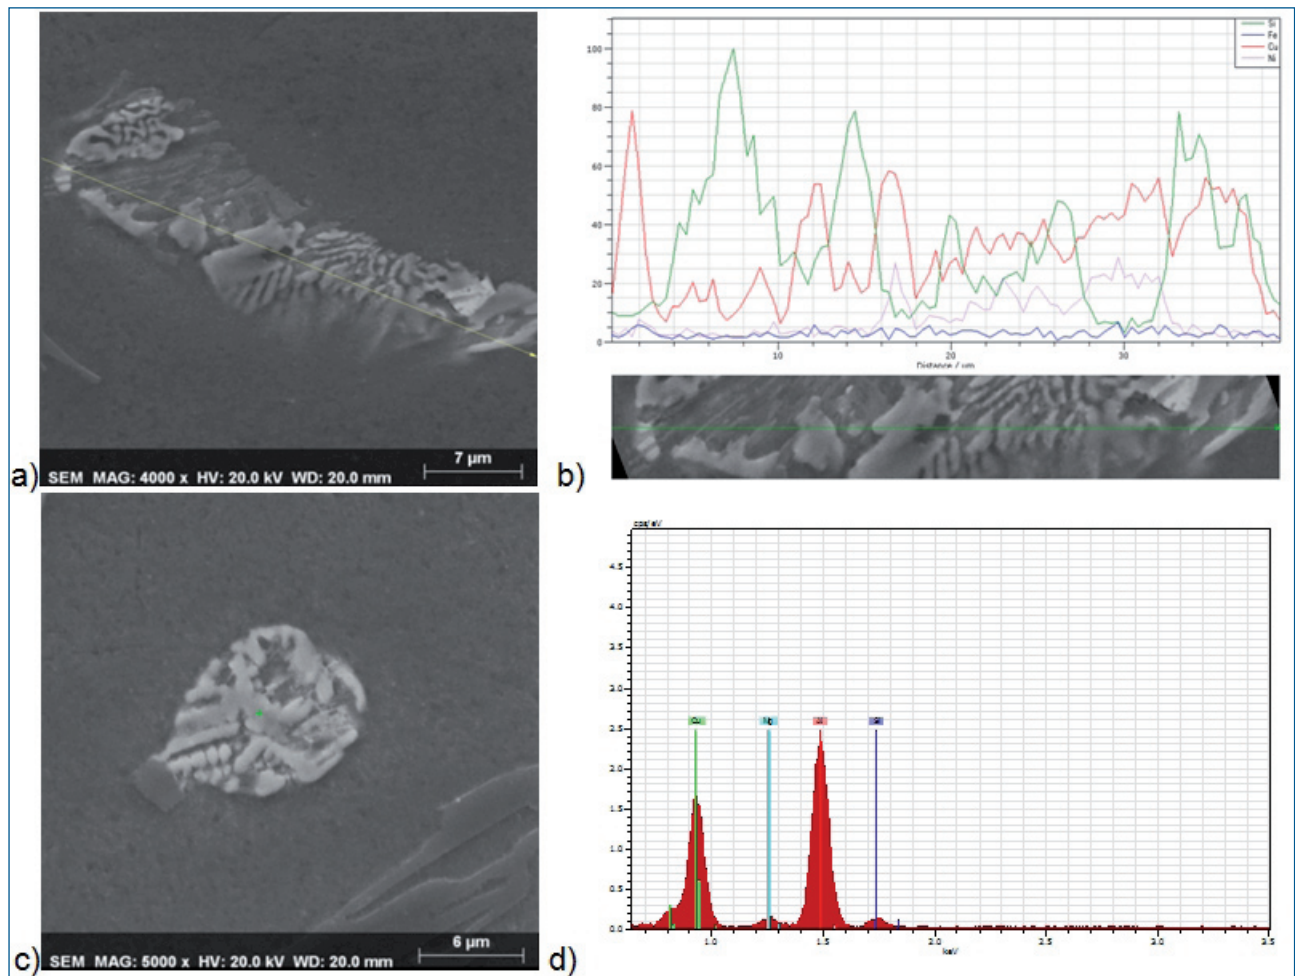 Si
Fe
Cu
Ni
100
80
60
40
20
0
10
20
30
Distance / µm
7 µm
a)
SEM MAG: 4000 x HV: 20.0 kV WD: 20.0 mm
b)
cps/eV
4.5
4.0
3.5
3.0
2.5
2.0
1.5
1.0
0.5
0.0
Cu
Mg
Al
Si
1.0
1.5
2.0
2.5
3.0
3.5
keV
6 µm
c)
SEM MAG: 5000 x HV: 20.0 kV WD: 20.0 mm
d)